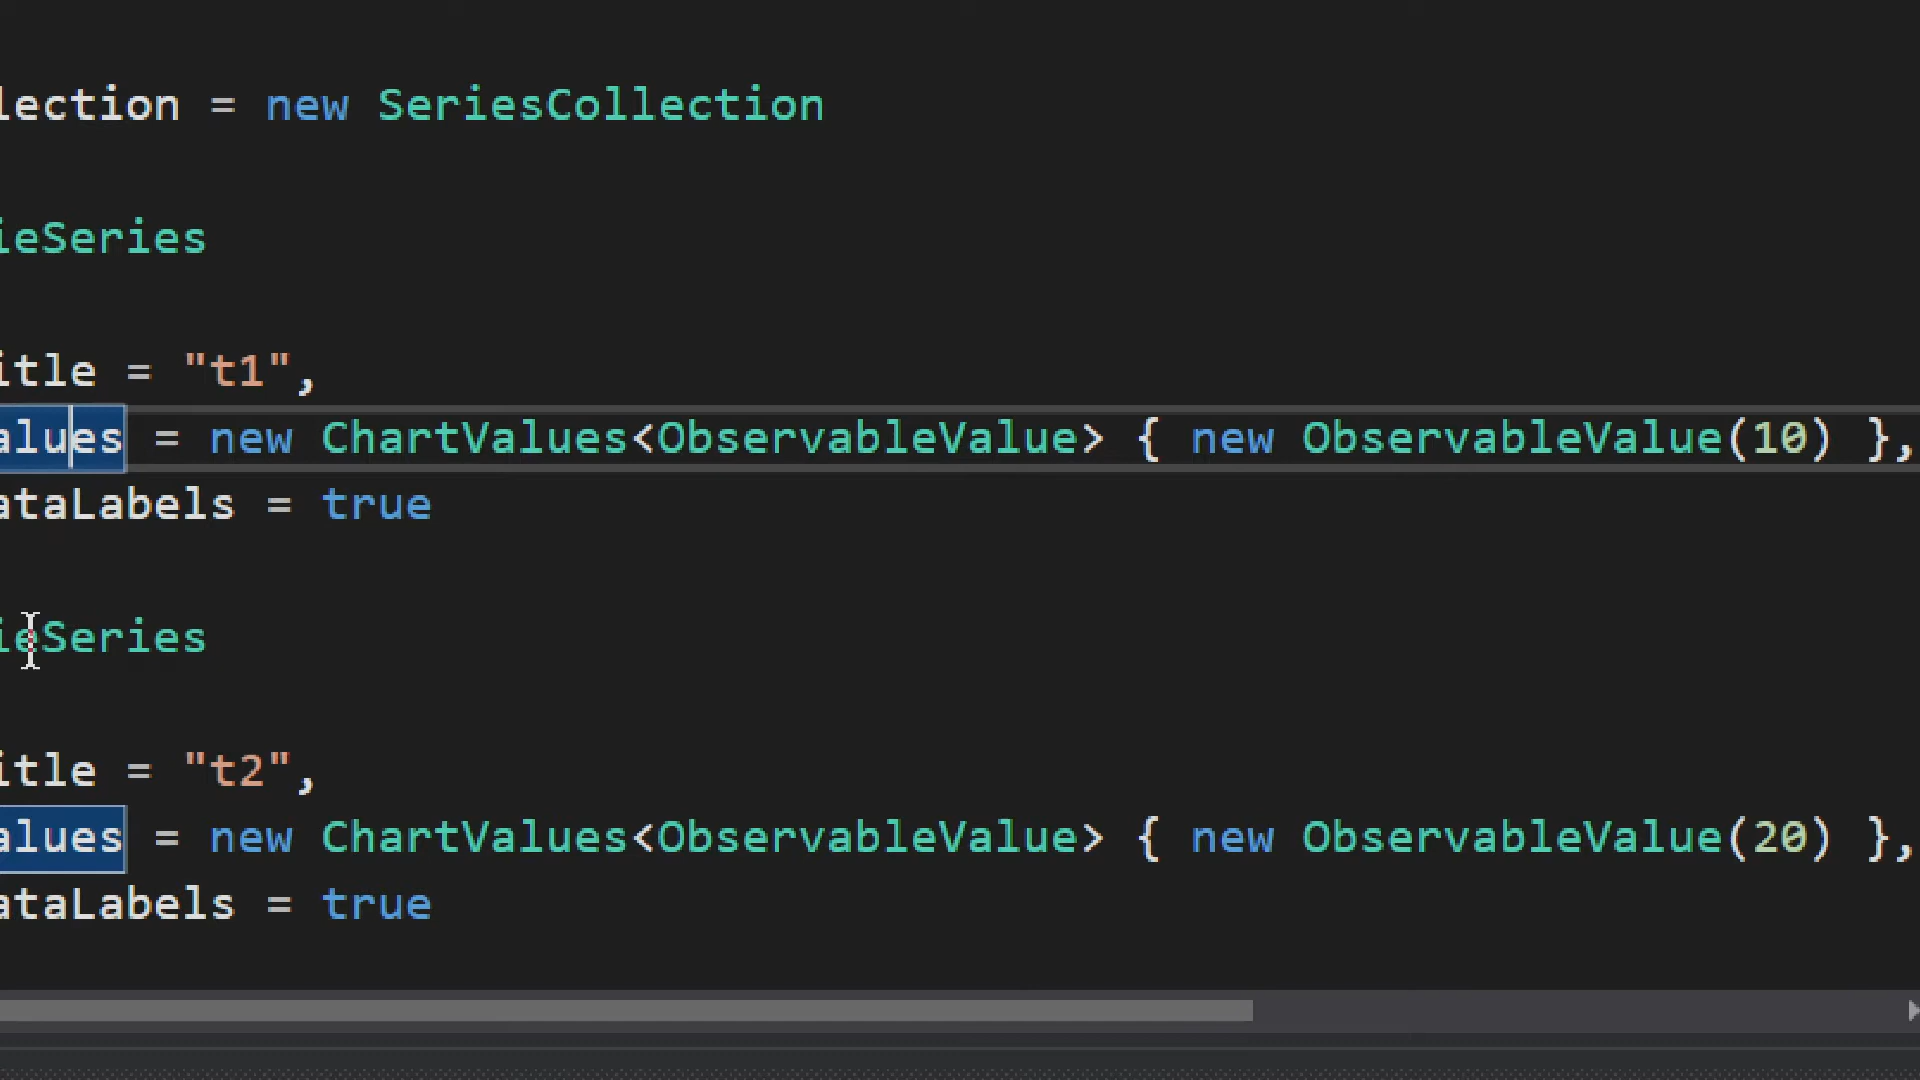 lection = new SeriesCollection
ieSeries
itle = "t1",
alues = new ChartValues<ObservableValue> { new ObservableValue(10) },
ataLabels = true
ieSeries
itle = "t2",
alues = new ChartValues<ObservableValue> { new ObservableValue(20) },
ataLabels = true